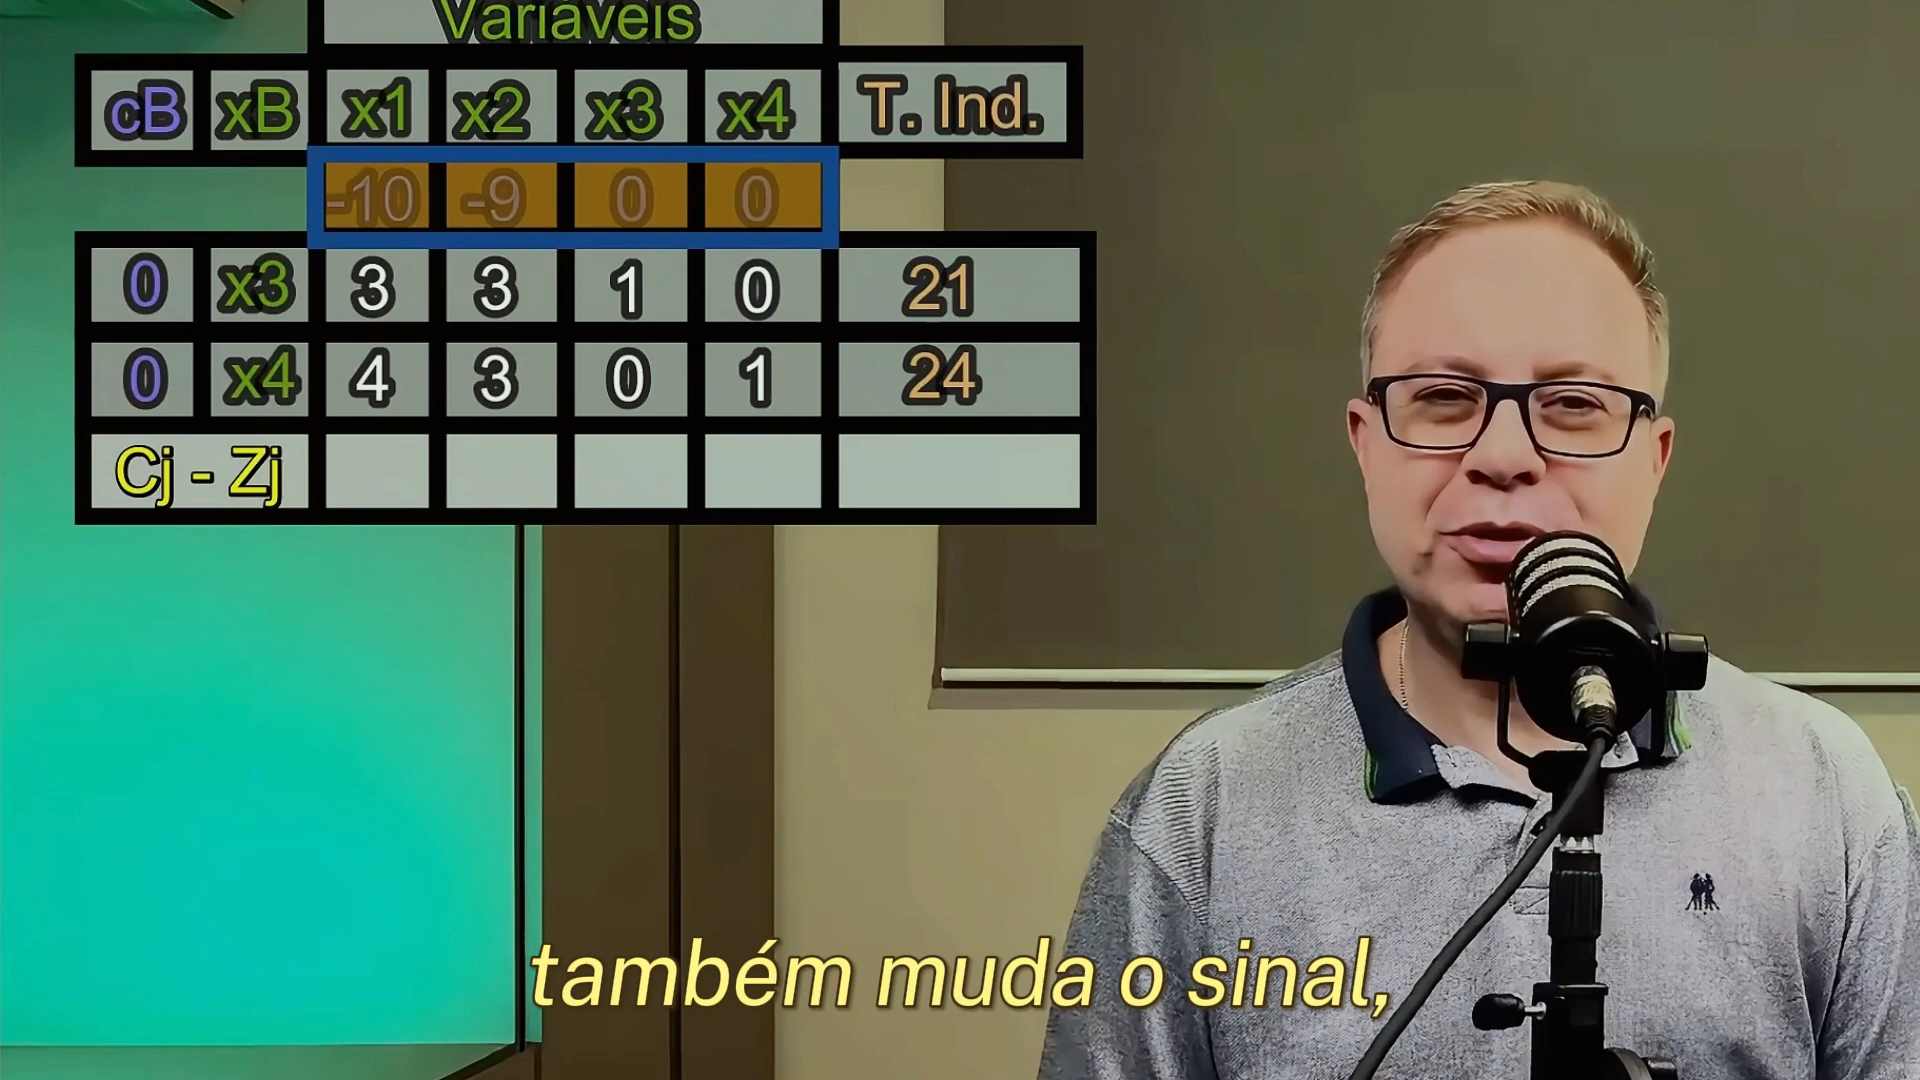 Variáveis
cB xB x1 x2 x3 x4 T. Ind.
-10 -9 0 0
0 x3 3 3 1 0 21
0 x4 4 3 0 1 24
Cj - Zj
também muda o sinal,